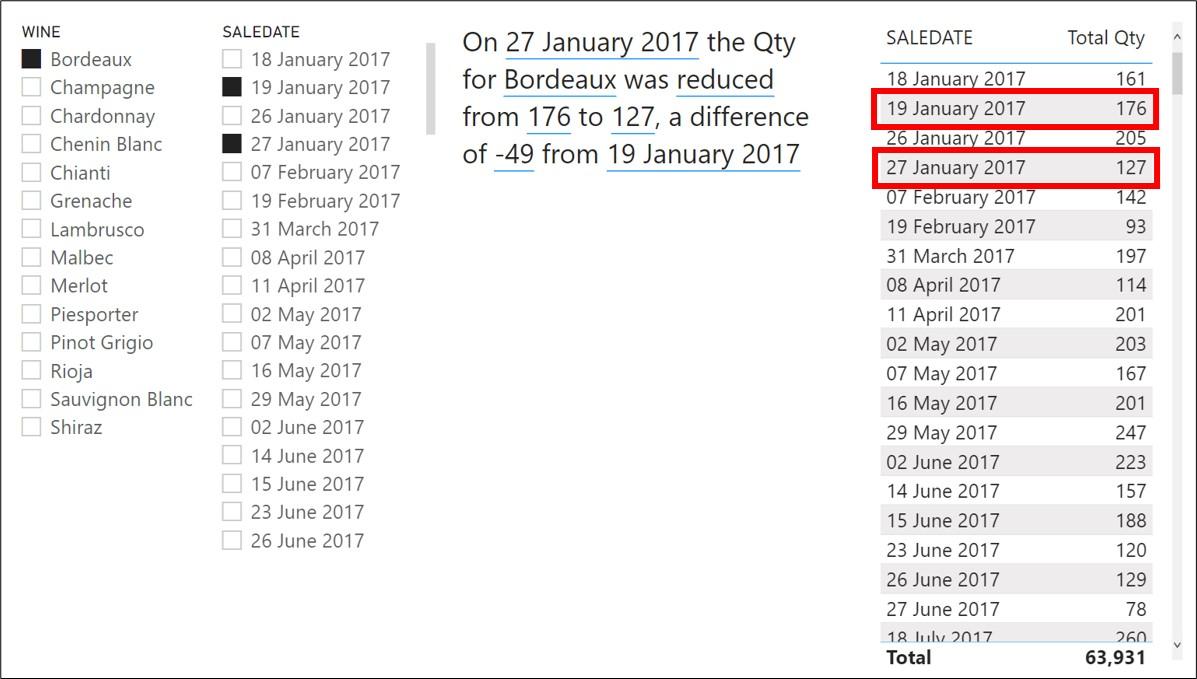 WINE
Bordeaux
Champagne
Chardonnay
Chenin Blanc
Chianti
Grenache
Lambrusco
Malbec
Merlot
Piesporter
Pinot Grigio
Rioja
Sauvignon Blanc
Shiraz
SALEDATE
18 January 2017
19 January 2017
26 January 2017
27 January 2017
07 February 2017
19 February 2017
31 March 2017
08 April 2017
11 April 2017
02 May 2017
07 May 2017
16 May 2017
29 May 2017
02 June 2017
14 June 2017
15 June 2017
23 June 2017
26 June 2017
On 27 January 2017 the Qty
for Bordeaux was reduced
from 176 to 127, a difference
of -49 from 19 January 2017
SALEDATE Total Qty
18 January 2017 161
19 January 2017 176
26 January 2017 205
27 January 2017 127
07 February 2017 142
19 February 2017 93
31 March 2017 197
08 April 2017 114
11 April 2017 201
02 May 2017 203
07 May 2017 167
16 May 2017 201
29 May 2017 247
02 June 2017 223
14 June 2017 157
15 June 2017 188
23 June 2017 120
26 June 2017 129
27 June 2017 78
18 July 2017 260
Total 63,931